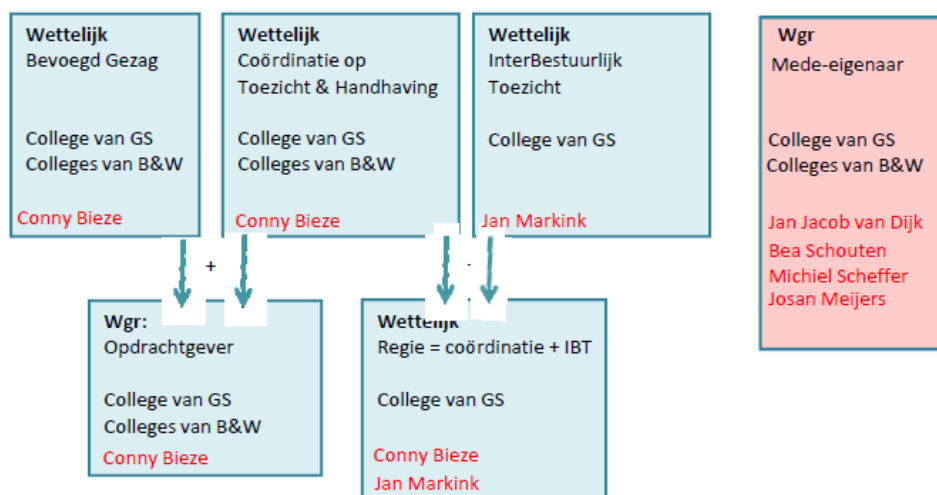 Wettelijk
Bevoegd Gezag
College van GS
Colleges van B&W
Conny Bieze
Wettelijk
Coördinatie op
Toezicht & Handhaving
College van GS
Colleges van B&W
Conny Bieze
Wettelijk
InterBestuurlijk
Toezicht
College van GS
Jan Markink
Wgr
Mede-eigenaar
College van GS
Colleges van B&W
Jan Jacob van Dijk
Bea Schouten
Michiel Scheffer
Josan Meijers
+
Wgr:
Opdrachtgever
College van GS
Colleges van B&W
Conny Bieze
Wettelijk
Regie = coördinatie + IBT
College van GS
Conny Bieze
Jan Markink